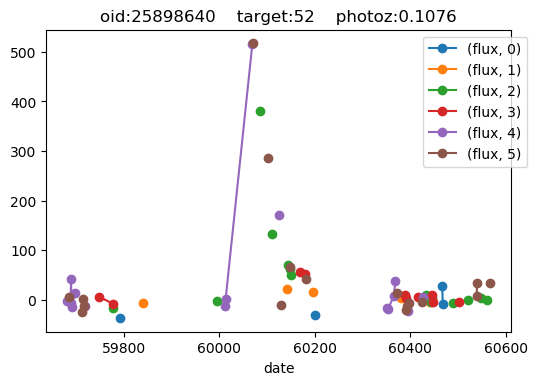 oid:25898640    target:52    photoz:0.1076
(flux, 0)
(flux, 1)
(flux, 2)
(flux, 3)
(flux, 4)
(flux, 5)
500
400
300
200
100
0
59800 60000 60200 60400 60600
date